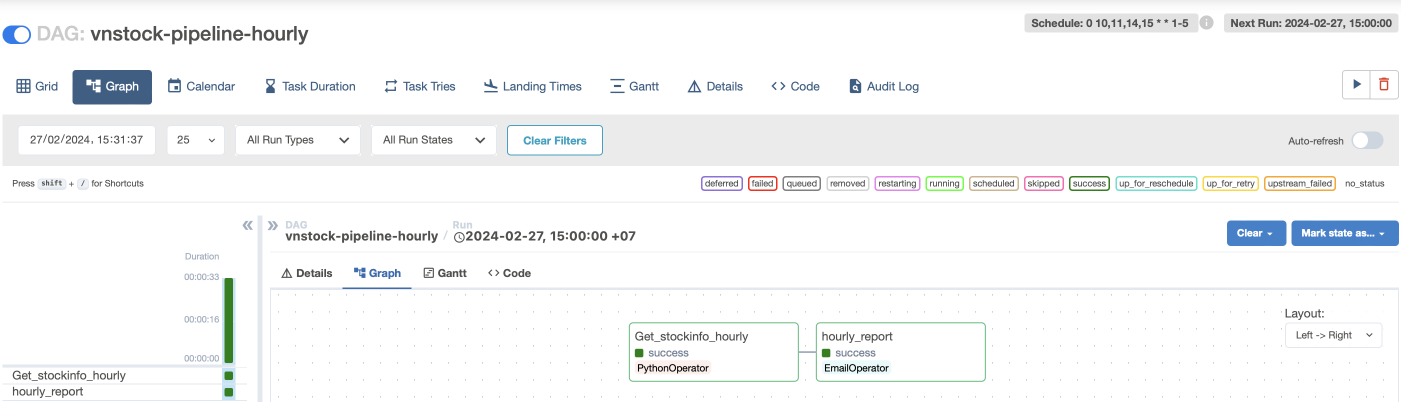 Schedule: 0 10,11,14,15 * * 1-5 Next Run: 2024-02-27, 15:00:00
DAG: vnstock-pipeline-hourly
Grid Graph Calendar Task Duration Task Tries Landing Times Gantt Details Code Audit Log
27/02/2024, 15:31:37 25 All Run Types All Run States Clear Filters Auto-refresh
Press shift + / for Shortcuts deferred failed queued removed restarting running scheduled skipped success up_for_reschedule up_for_retry upstream_failed no_status
DAG Run
vnstock-pipeline-hourly / 2024-02-27, 15:00:00 +07 Clear Mark state as...
Duration
00:00:33
00:00:16
00:00:00
Get_stockinfo_hourly
hourly_report
Details Graph Gantt Code
Layout:
Left -> Right
Get_stockinfo_hourly
success
PythonOperator
hourly_report
success
EmailOperator